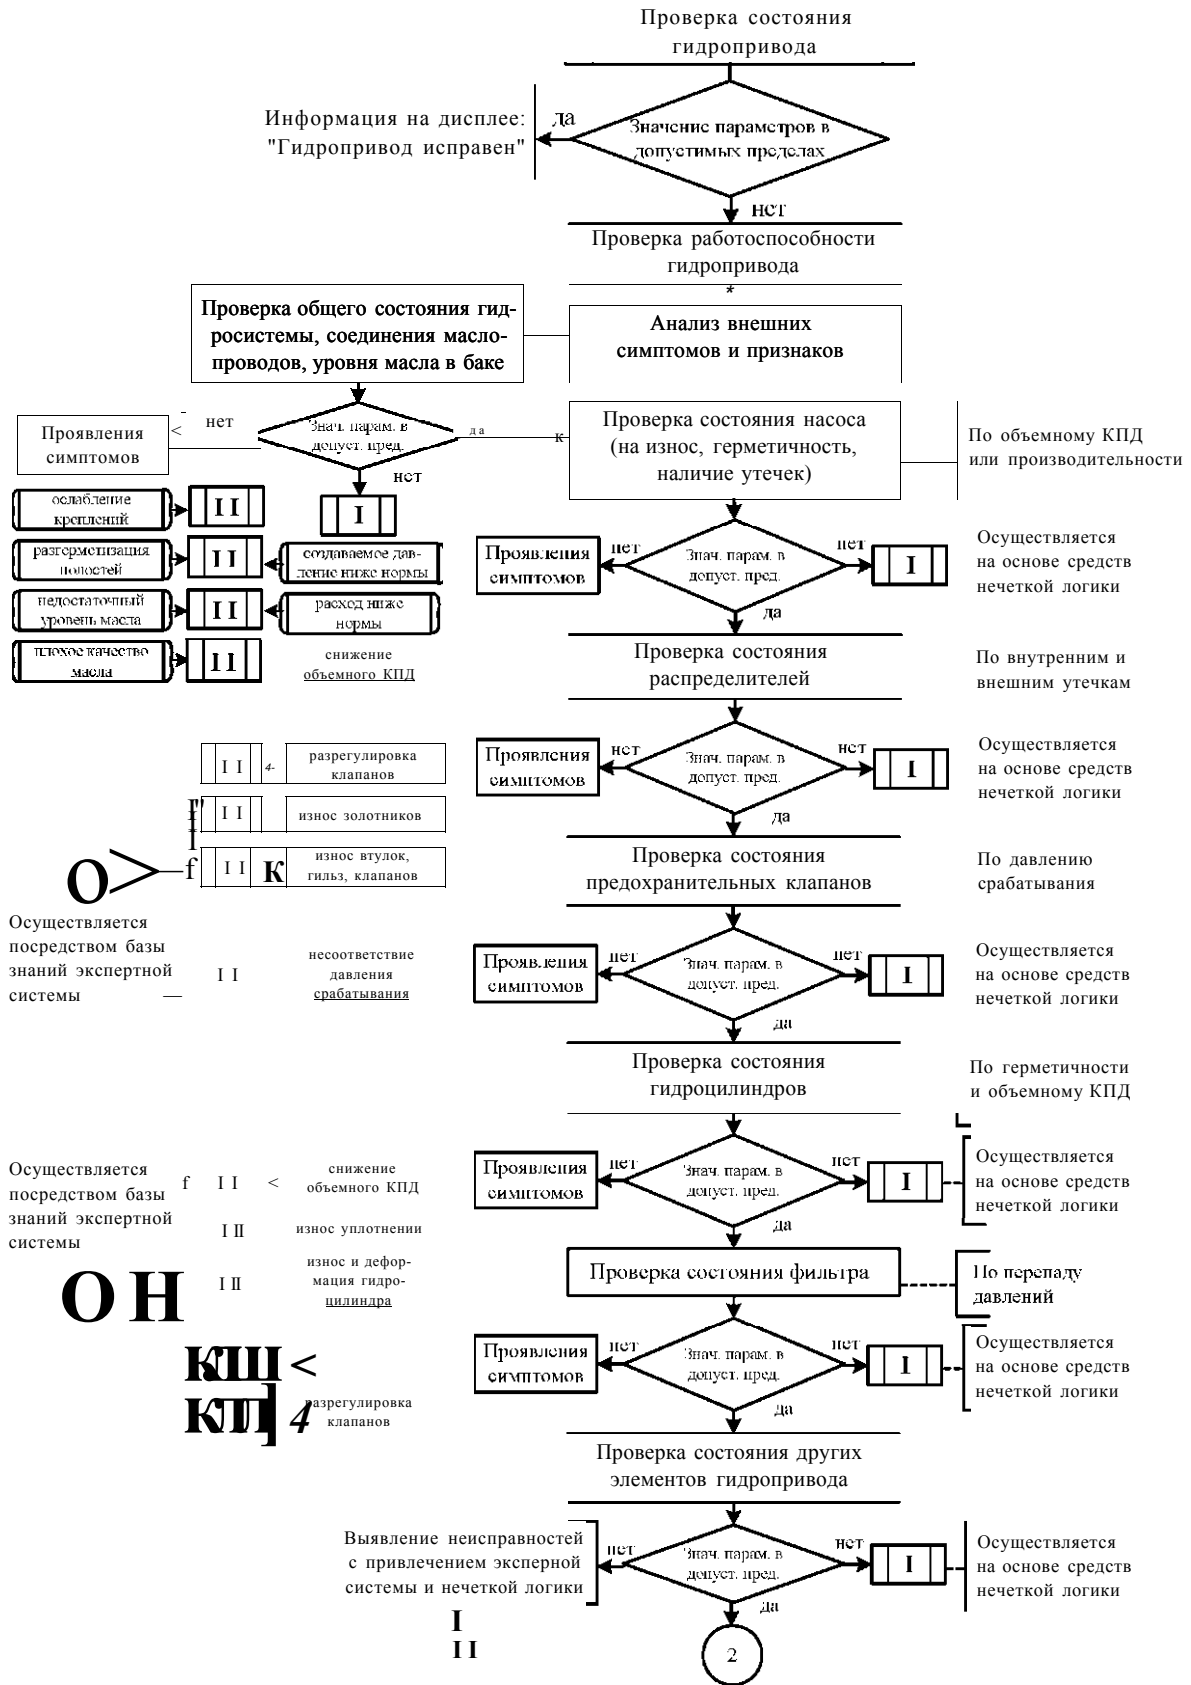 Проверка состояния
гидропривода
Информация на дисплее:
"Гидропривод исправен"
да
Значение параметров в
допустимых пределах
нет
Проверка работоспособности
гидропривода
*
Проверка общего состояния гид-
росистемы, соединения масло-
проводов, уровня масла в баке
Анализ внешних
симптомов и признаков
Проявления
симптомов
<
нет
Знач. парам. в
допуст. пред.
да
к
нет
Проверка состояния насоса
(на износ, герметичность,
наличие утечек)
По объемному КПД
или производительности
ослабление
креплений
II
I
разгерметизация
полостей
II
создаваемое дав-
ление ниже нормы
недостаточный
уровень масла
II
расход ниже
нормы
плохое качество
масла
II
снижение
объемного КПД
Проявления
симптомов
нет
Знач. парам. в
допуст. пред.
нет
I
да
Осуществляется
на основе средств
нечеткой логики
Проверка состояния
распределителей
По внутренним и
внешним утечкам
II
4-
разрегулировка
клапанов
II
износ золотников
О>—f
II
К
износ втулок,
гильз, клапанов
Проявления
симптомов
нет
Знач. парам. в
допуст. пред.
нет
I
да
Осуществляется
на основе средств
нечеткой логики
Проверка состояния
предохранительных клапанов
По давлению
срабатывания
Осуществляется
посредством базы
знаний экспертной
системы —
II
несоответствие
давления
срабатывания
Проявления
симптомов
нет
Знач. парам. в
допуст. пред.
нет
I
да
Осуществляется
на основе средств
нечеткой логики
Проверка состояния
гидроцилиндров
По герметичности
и объемному КПД
Осуществляется
посредством базы
знаний экспертной
системы
f II <
снижение
объемного КПД
I II
износ уплотнении
I II
износ и дефор-
мация гидро-
цилиндра
О Н
Проявления
симптомов
нет
Знач. парам. в
допуст. пред.
нет
I
да
Осуществляется
на основе средств
нечеткой логики
Проверка состояния фильтра
По перепаду
давлений
кш <
4
разрегулировка
клапанов
Проявления
симптомов
нет
Знач. парам. в
допуст. пред.
нет
I
да
Осуществляется
на основе средств
нечеткой логики
Проверка состояния других
элементов гидропривода
Выявление неисправностей
с привлечением эксперной
системы и нечеткой логики
I
II
нет
Знач. парам. в
допуст. пред.
нет
I
да
Осуществляется
на основе средств
нечеткой логики
2